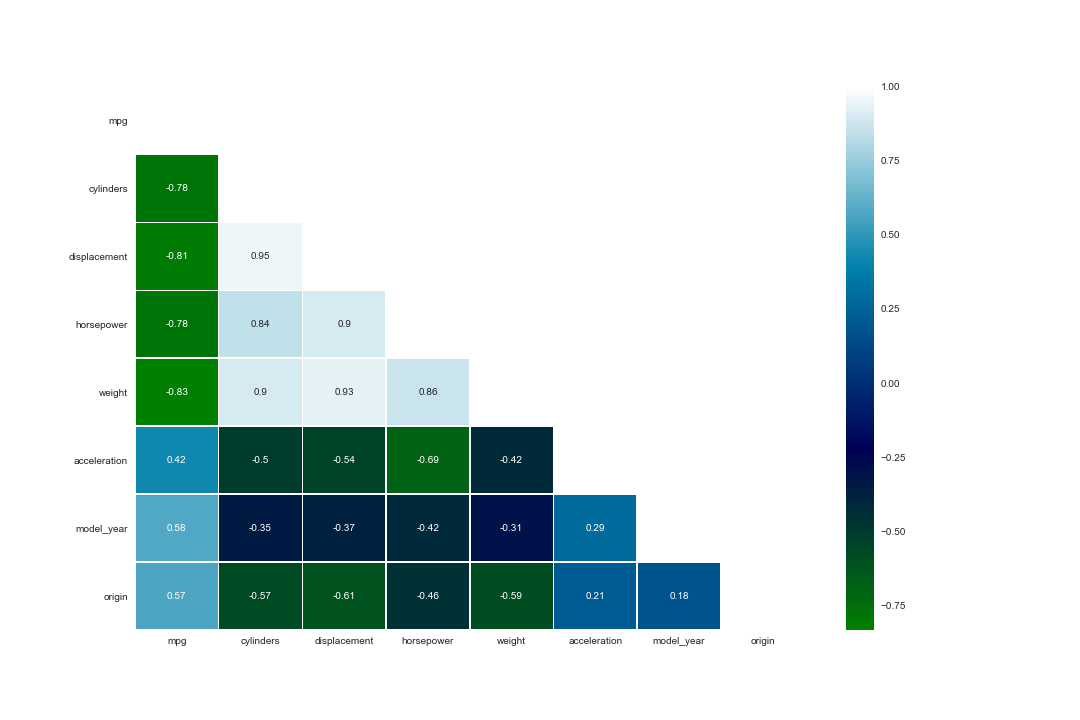 1.00
mpg
0.75
cylinders -0.78
displacement -0.81 0.95
0.50
horsepower -0.78 0.84 0.9
0.25
weight -0.83 0.9 0.93 0.86
0.00
acceleration 0.42 -0.5 -0.54 -0.69 -0.42
−0.25
model_year 0.58 -0.35 -0.37 -0.42 -0.31 0.29
−0.50
origin 0.57 -0.57 -0.61 -0.46 -0.59 0.21 0.18
−0.75
mpg cylinders displacement horsepower weight acceleration model_year origin